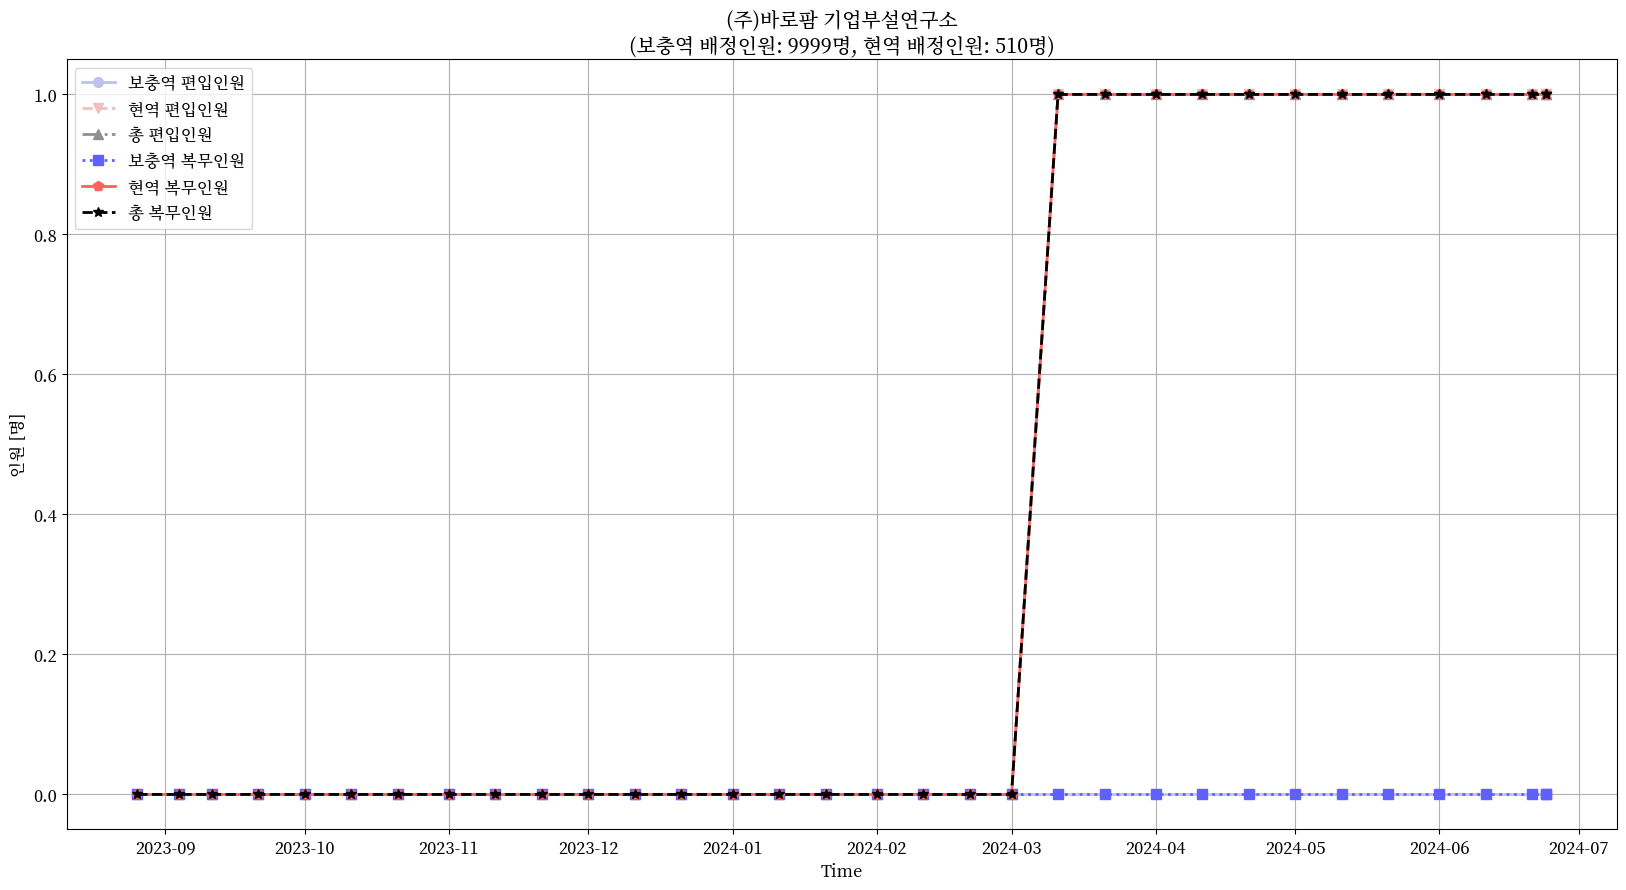 (주)바로팜 기업부설연구소
(보충역 배정인원: 9999명, 현역 배정인원: 510명)
보충역 편입인원
현역 편입인원
총 편입인원
보충역 복무인원
현역 복무인원
총 복무인원
1.0
0.8
0.6
0.4
0.2
0.0
인원 [명]
2023-09
2023-10
2023-11
2023-12
2024-01
2024-02
2024-03
2024-04
2024-05
2024-06
2024-07
Time